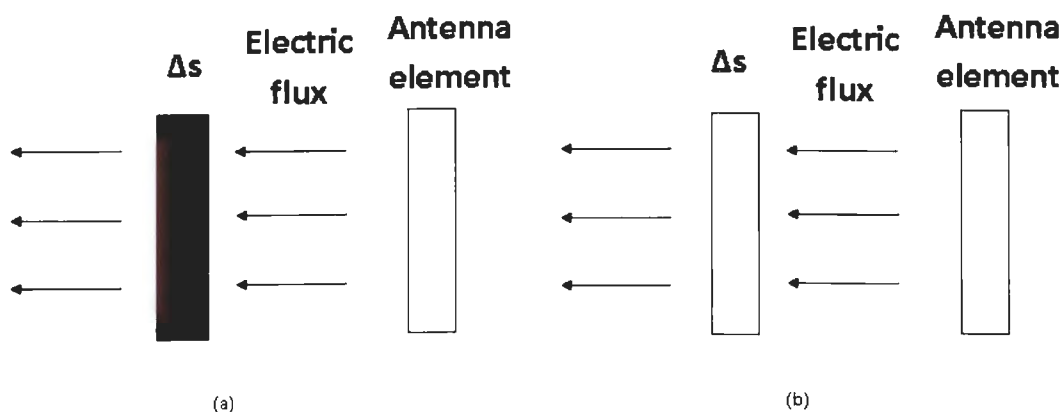 Δs
Electric
flux
Antenna
element
(a)
Δs
Electric
flux
Antenna
element
(b)